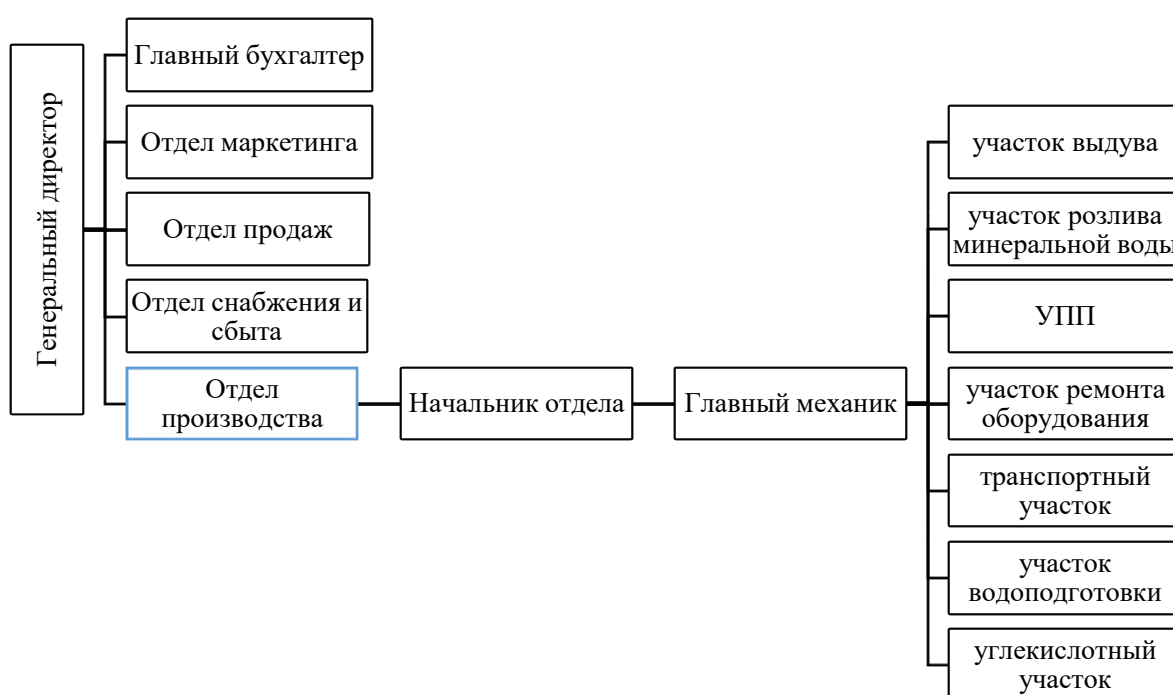 Генеральный директор
Главный бухгалтер
Отдел маркетинга
Отдел продаж
Отдел снабжения и
сбыта
Отдел
производства
Начальник отдела
Главный механик
участок выдува
участок розлива
минеральной воды
УПП
участок ремонта
оборудования
транспортный
участок
участок
водоподготовки
углекислотный
участок